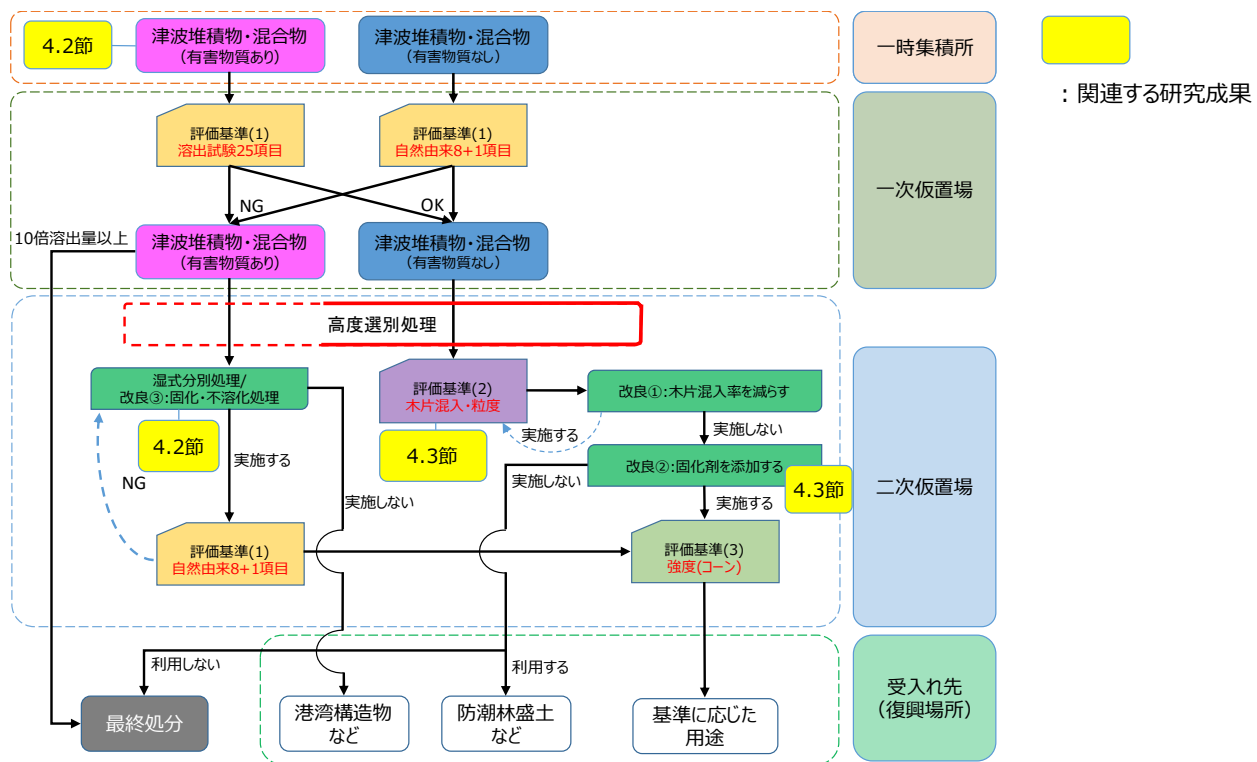 4.2節
津波堆積物・混合物
(有害物質あり)
津波堆積物・混合物
(有害物質なし)
一時集積所
：関連する研究成果
評価基準(1)
溶出試験25項目
評価基準(1)
自然由来8+1項目
一次仮置場
NG
OK
10倍溶出量以上
津波堆積物・混合物
(有害物質あり)
津波堆積物・混合物
(有害物質なし)
高度選別処理
湿式分別処理/
改良③:固化・不溶化処理
評価基準(2)
木片混入・粒度
改良①:木片混入率を減らす
実施する
実施しない
4.2節
4.3節
実施する
NG
改良②:固化剤を添加する
4.3節
実施しない
実施しない
実施する
二次仮置場
評価基準(1)
自然由来8+1項目
評価基準(3)
強度(コーン)
利用しない
利用する
最終処分
港湾構造物
など
防潮林盛土
など
基準に応じた
用途
受入れ先
（復興場所）